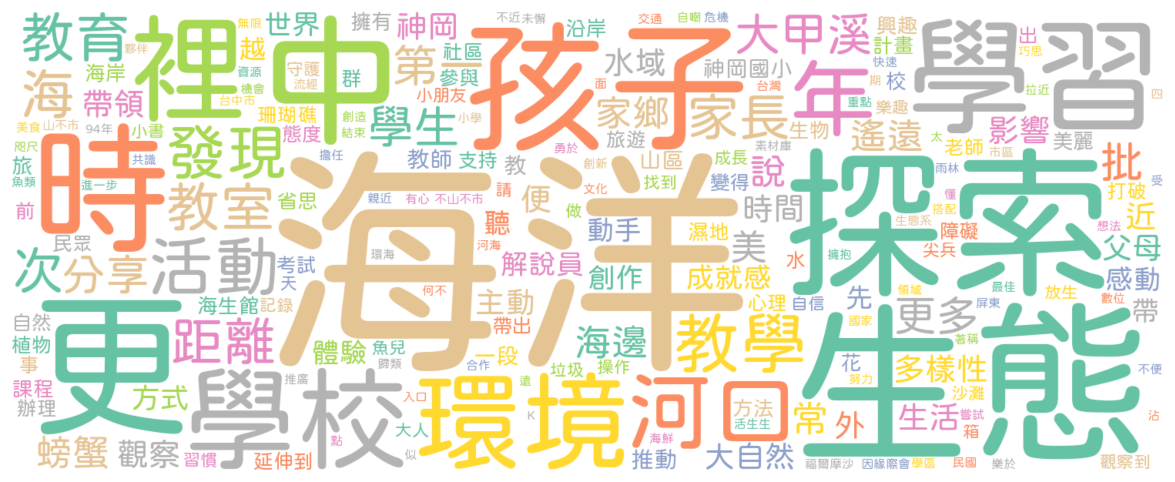 教育
夥伴
裡
無限
世界
擁有
神岡
沿岸
不近
未懈
交通
自嘲
危機
大甲溪
興趣
計畫
快速
學習
出
巧思
中
越
海岸
資源
機會
守護
流經
群
第一
社區
參與
小朋友
孩子
水域
神岡國小
台灣
年
期
校
拉近
四
海
帶領
台中市
珊瑚礁
創造
結束
學生
小學
家鄉
家長
面
重點
樂趣
美食
山不市
94年
小書
態度
勇於
旅遊
生物
素材庫
遙遠
太
老師
市區
影響
美麗
時
咫尺
旅
魚類
共識
進一步
發現
擔任
教師
支持
教
創新
山區
成長
找到
變得
說
探索
雨林
懂
批
受
打破
前
教室
省思
親近
有心
不山不市
請
文化
便
做
時間
生態系
搭配
想法
近
海洋
聽
河海
動手
濕地
美
障礙
尖兵
父母
民眾
次
分享
活動
考試
天
環海
何不
解說員
創作
成就感
水
擁抱
感動
更
海生館
記錄
主動
帶出
心理
自信
先
領域
更多
最佳
屏東
放生
數位
帶
自然
植物
事
距離
體驗
魚兒
歸類
一段
合作
海邊
垃圾
操作
教學
國家
花
努力
著稱
多樣性
不便
生態
課程
辦理
方式
學校
推廣
入口
環境
遠
K
河口
方法
活生生
常
外
生活
沙灘
嘗試
箱
沾
螃蟹
觀察
習慣
延伸到
點
大人
似
海鮮
推動
大自然
福爾摩沙
因緣際會
學區
民國
樂於
觀察到